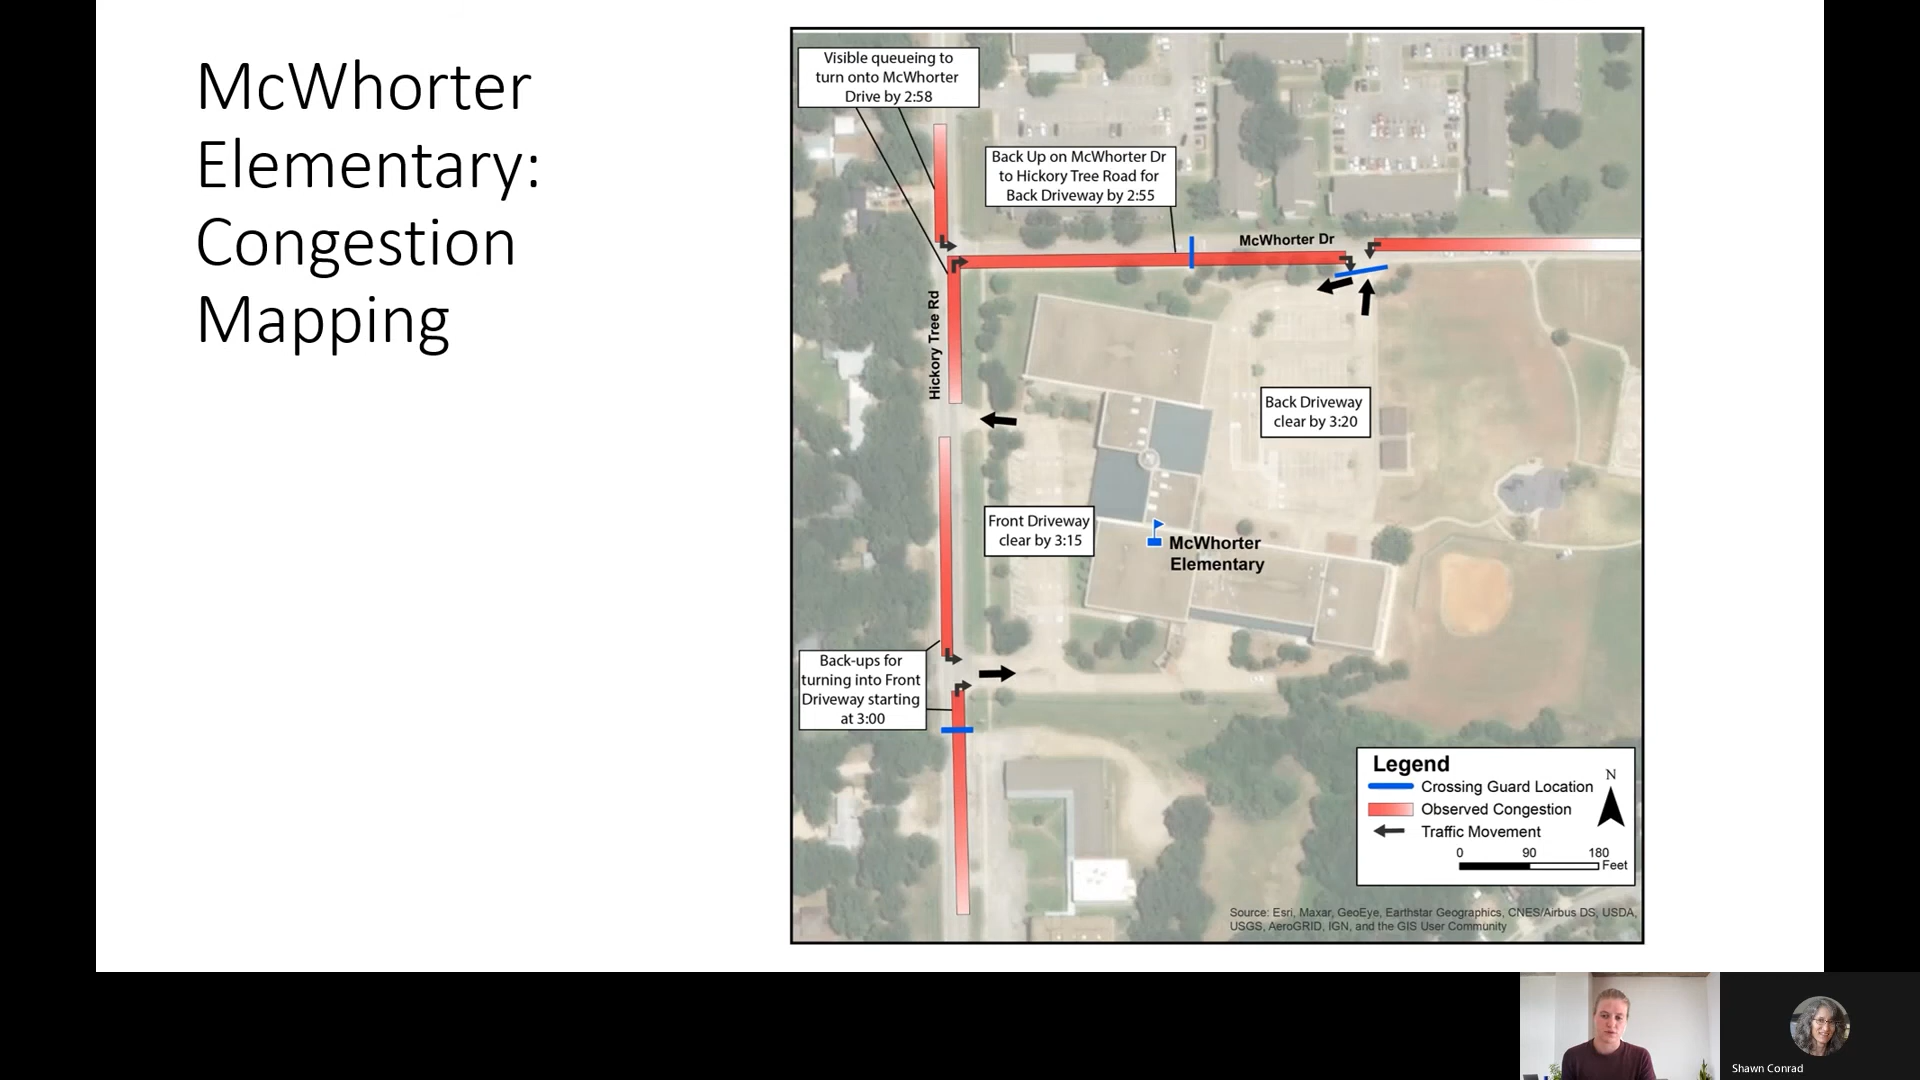 McWhorter
Elementary:
Congestion
Mapping
Visible queueing to
turn onto McWhorter
Drive by 2:58
Back Up on McWhorter Dr
to Hickory Tree Road for
Back Driveway by 2:55
McWhorter Dr
Hickory Tree Rd
Back Driveway
clear by 3:20
Front Driveway
clear by 3:15
McWhorter
Elementary
Back-ups for
turning into Front
Driveway starting
at 3:00
Legend
Crossing Guard Location
Observed Congestion
Traffic Movement
N
0 90 180
Feet
Source: Esri, Maxar, GeoEye, Earthstar Geographics, CNES/Airbus DS, USDA,
USGS, AeroGRID, IGN, and the GIS User Community
Shawn Conrad